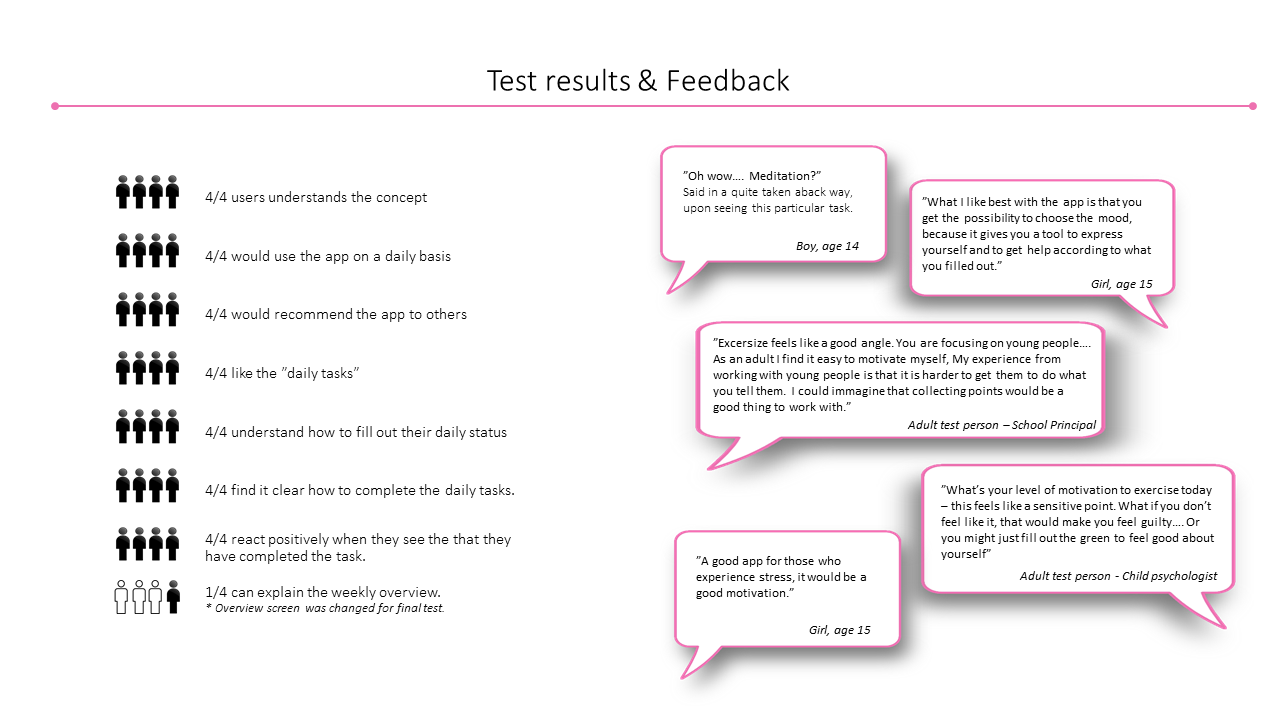 Test results & Feedback
4/4 users understands the concept
4/4 would use the app on a daily basis
4/4 would recommend the app to others
4/4 like the ”daily tasks”
4/4 understand how to fill out their daily status
4/4 find it clear how to complete the daily tasks.
4/4 react positively when they see the that they
have completed the task.
1/4 can explain the weekly overview.
* Overview screen was changed for final test.
”Oh wow.... Meditation?”
Said in a quite taken aback way,
upon seeing this particular task.
Boy, age 14
”What I like best with the app is that you
get the possibility to choose the mood,
because it gives you a tool to express
yourself and to get help according to what
you filled out.”
Girl, age 15
”Excersize feels like a good angle. You are focusing on young people....
As an adult I find it easy to motivate myself, My experience from
working with young people is that it is harder to get them to do what
you tell them. I could immagine that collecting points would be a
good thing to work with.”
Adult test person – School Principal
”What’s your level of motivation to exercise today
– this feels like a sensitive point. What if you don’t
feel like it, that would make you feel guilty.... Or
you might just fill out the green to feel good about
yourself”
Adult test person - Child psychologist
”A good app for those who
experience stress, it would be a
good motivation.”
Girl, age 15